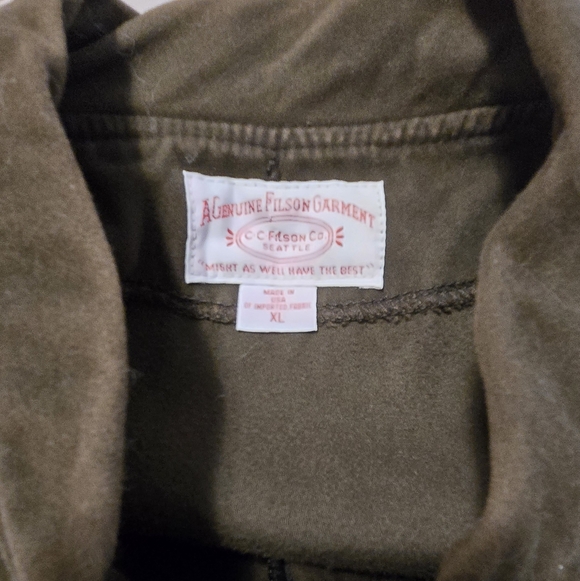 A GENUINE FILSON GARMENT
C C FILSON CO.
SEATTLE
"MIGHT AS WELL HAVE THE BEST"
MADE IN
USA
OF IMPORTED FABRIC
XL